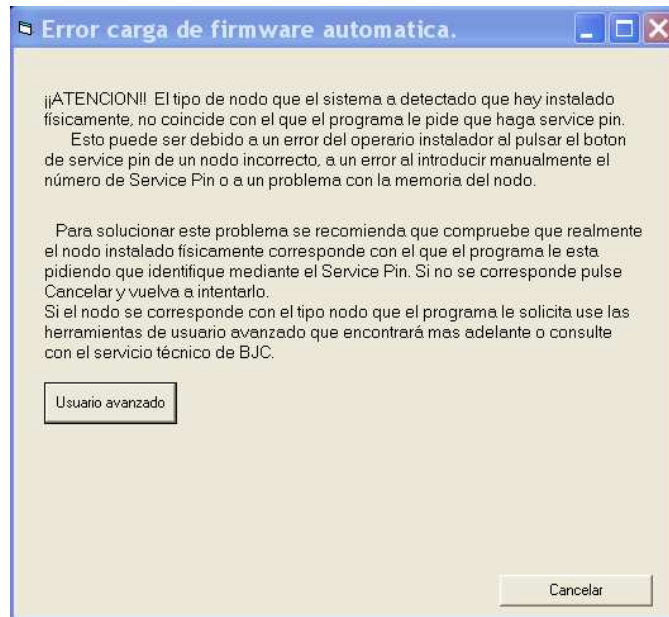 Error carga de firmware automatica.
¡¡ATENCION!! El tipo de nodo que el sistema a detectado que hay instalado
físicamente, no coincide con el que el programa le pide que haga service pin.
Esto puede ser debido a un error del operario instalador al pulsar el boton
de service pin de un nodo incorrecto, a un error al introducir manualmente el
número de Service Pin o a un problema con la memoria del nodo.
Para solucionar este problema se recomienda que compruebe que realmente
el nodo instalado físicamente corresponde con el que el programa le esta
pidiendo que identifique mediante el Service Pin. Si no se corresponde pulse
Cancelar y vuelva a intentarlo.
Si el nodo se corresponde con el tipo nodo que el programa le solicita use las
herramientas de usuario avanzado que encontrará mas adelante o consulte
con el servicio técnico de BJC.
Usuario avanzado
Cancelar